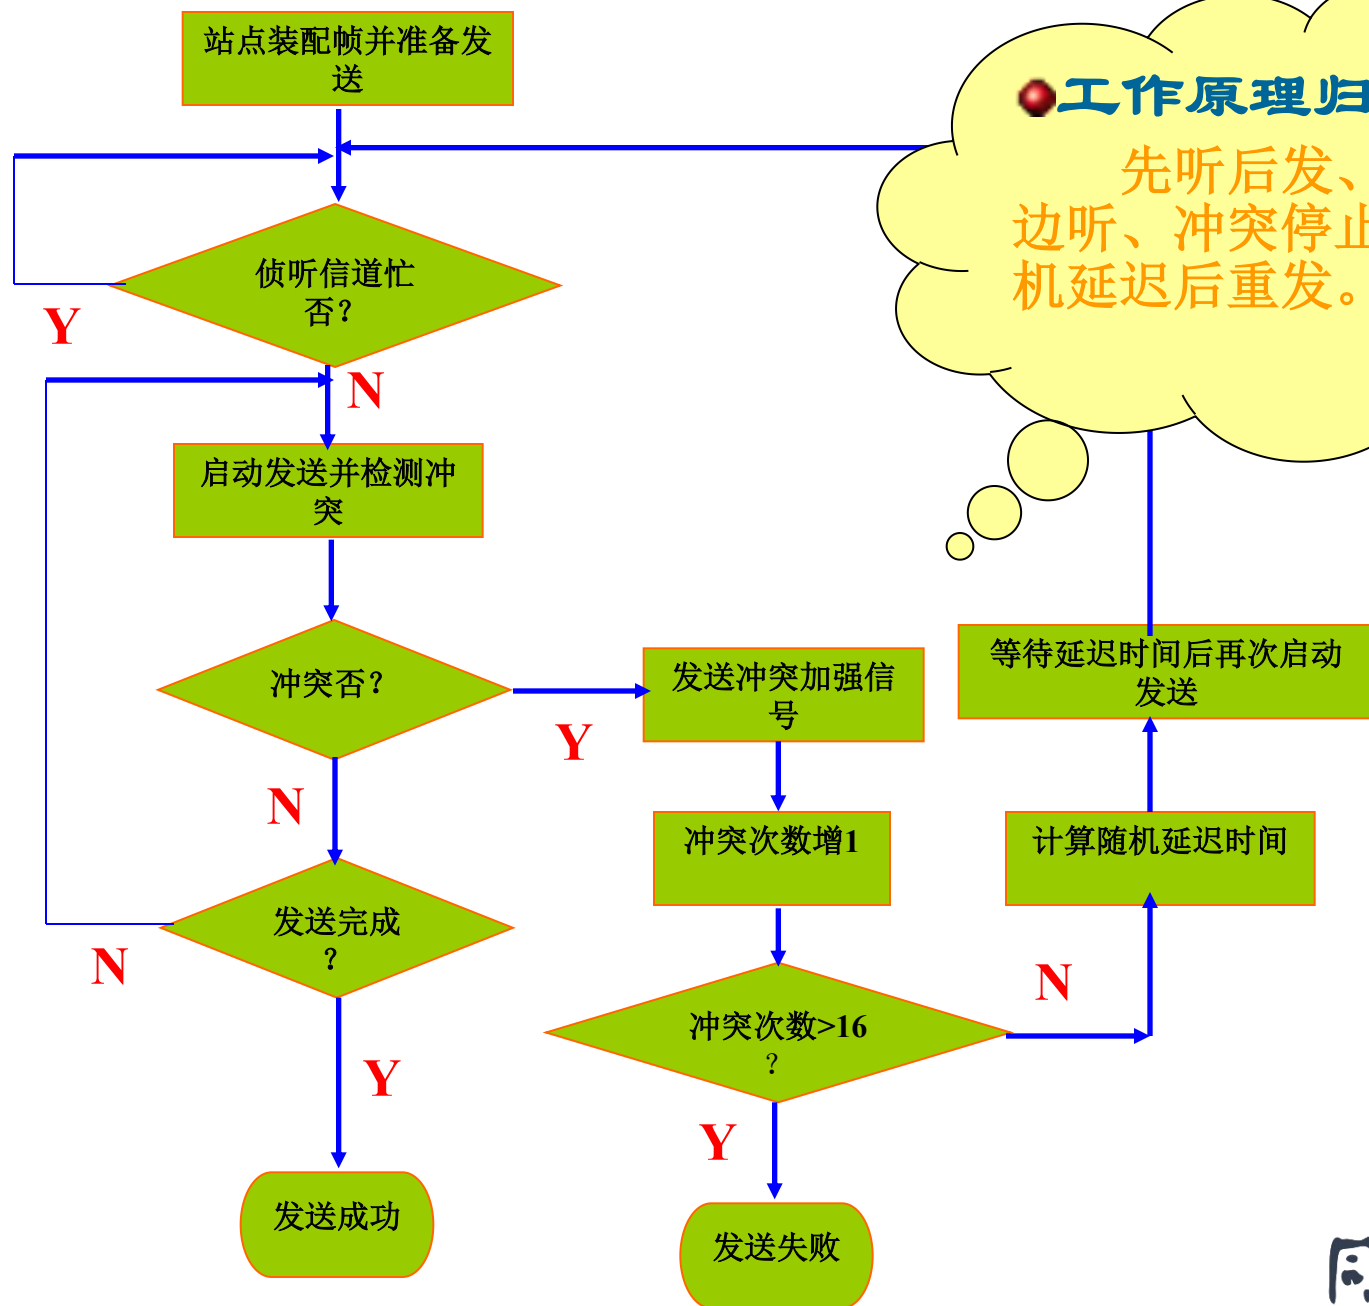 站点装配帧并准备发
送
工作原理归
先听后发、
边听、冲突停止
机延迟后重发。
侦听信道忙
否?
Y
N
启动发送并检测冲
突
冲突否?
Y
N
发送冲突加强信
号
等待延迟时间后再次启动
发送
冲突次数增1
计算随机延迟时间
发送完成
?
N
Y
冲突次数>16
?
N
Y
发送成功
发送失败